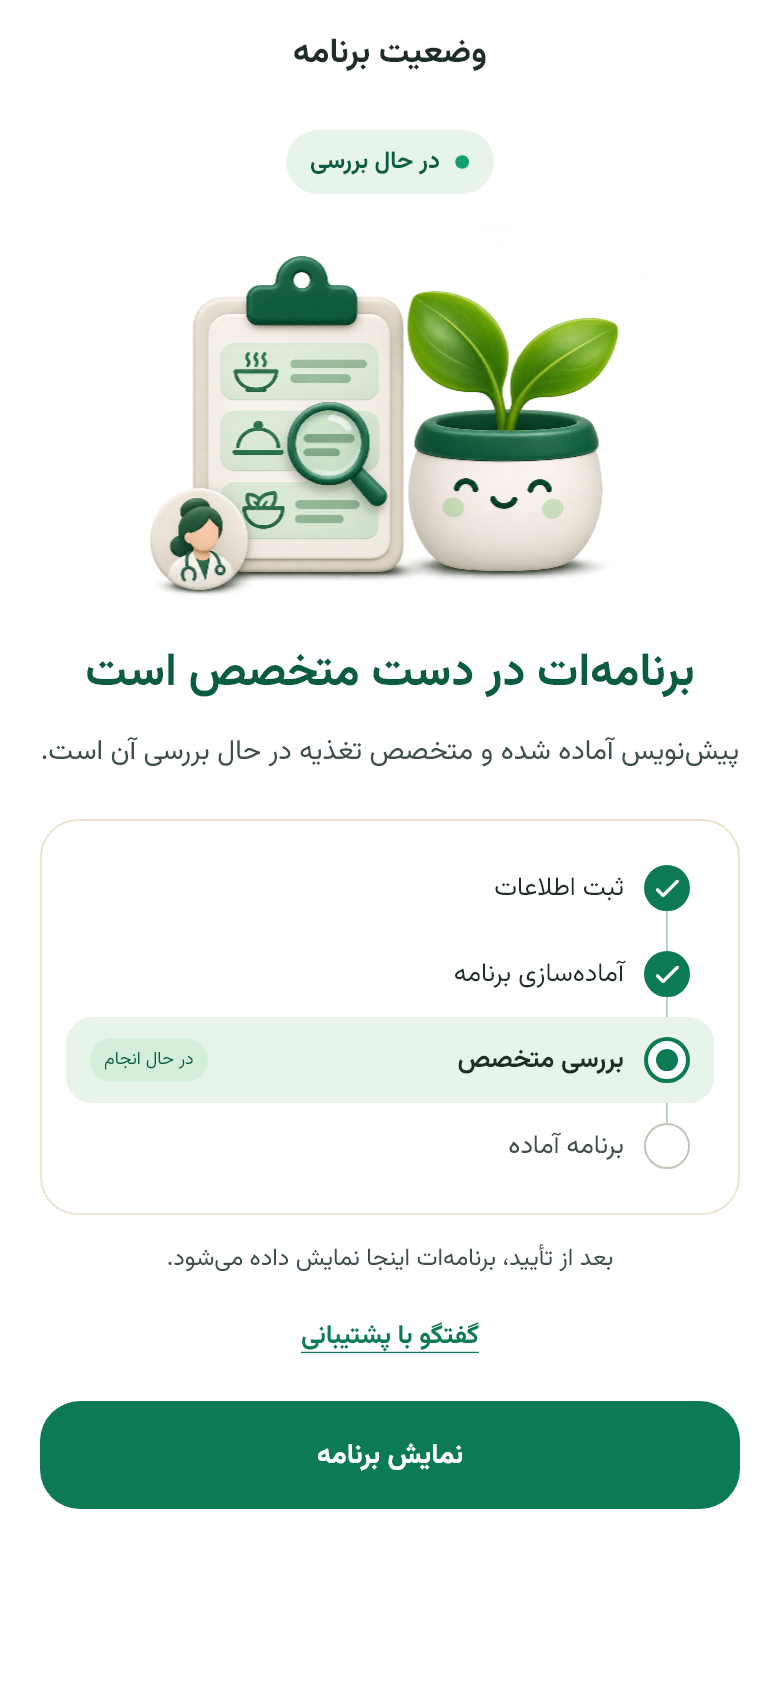 وضعیت برنامه
در حال بررسی
برنامه‌ات در دست متخصص است
پیش‌نویس آماده شده و متخصص تغذیه در حال بررسی آن است.
ثبت اطلاعات
آماده‌سازی برنامه
بررسی متخصص
در حال انجام
برنامه آماده
بعد از تأیید، برنامه‌ات اینجا نمایش داده می‌شود.
گفتگو با پشتیبانی
نمایش برنامه